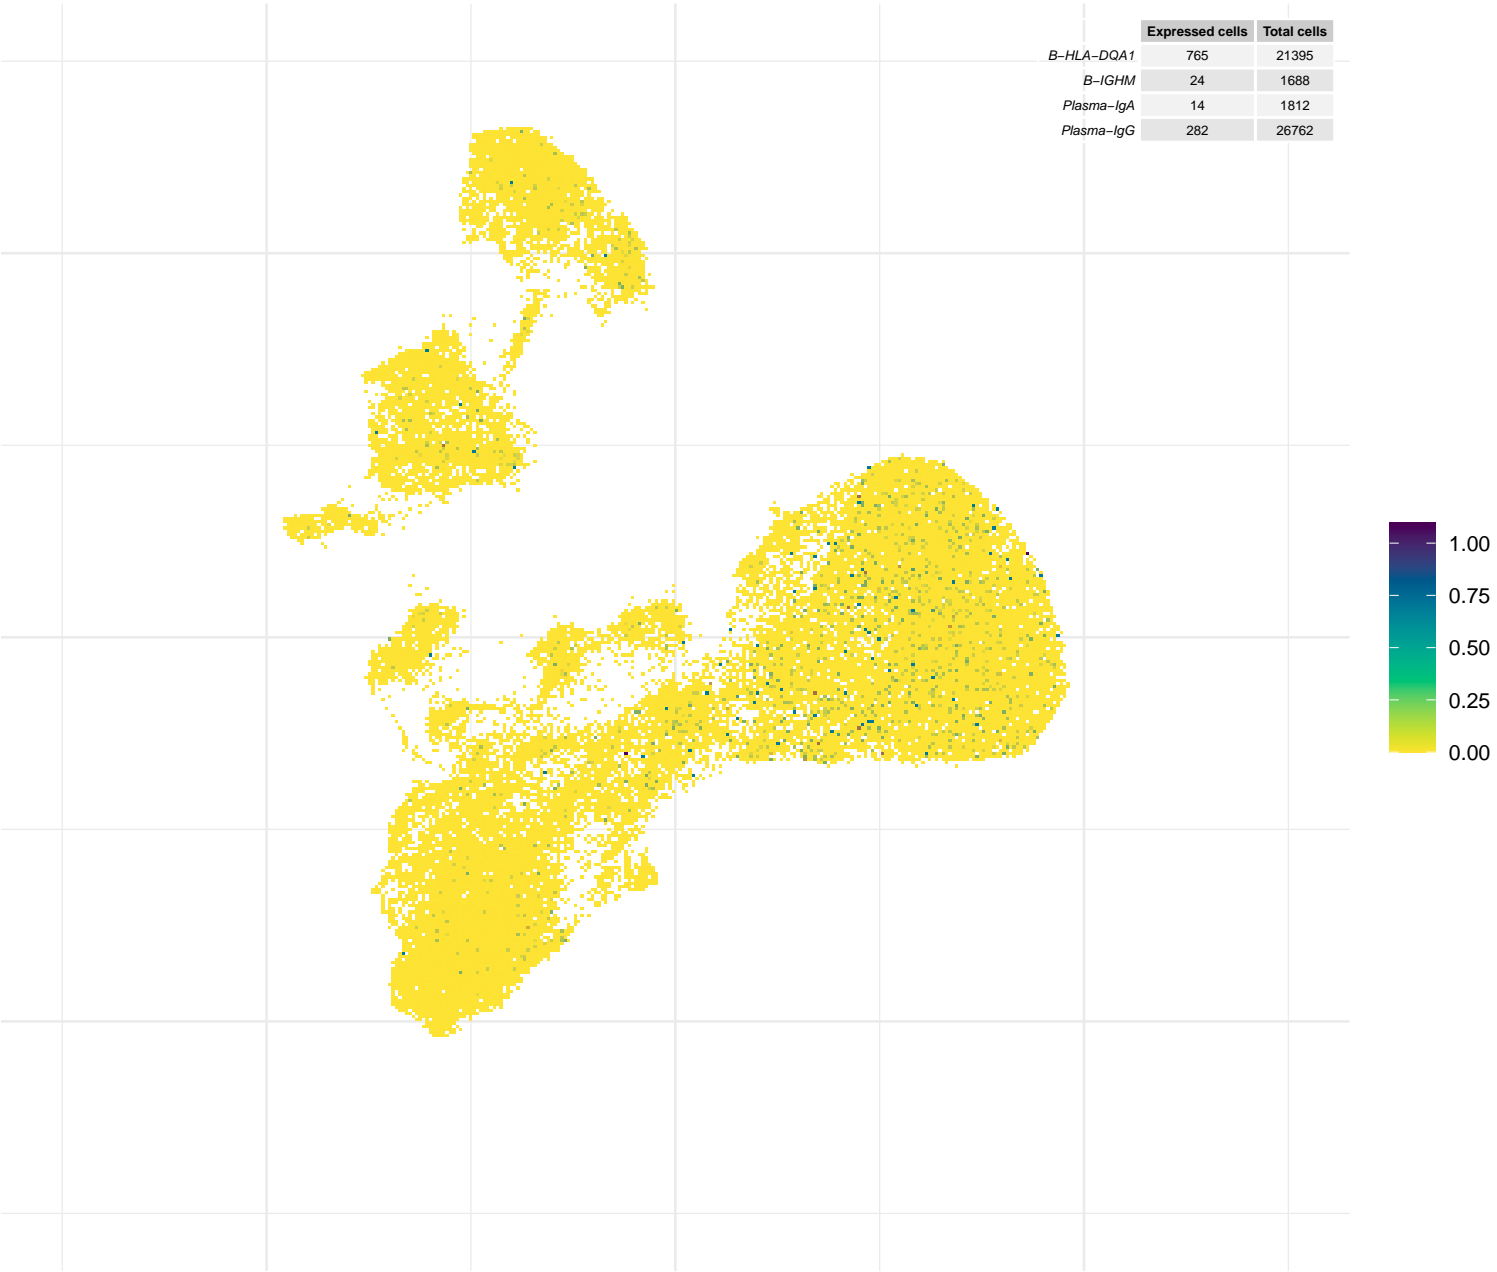 Expressed cells Total cells
B–HLA–DQA1 765 21395
B–IGHM 24 1688
Plasma–IgA 14 1812
Plasma–IgG 282 26762
1.00
0.75
0.50
0.25
0.00